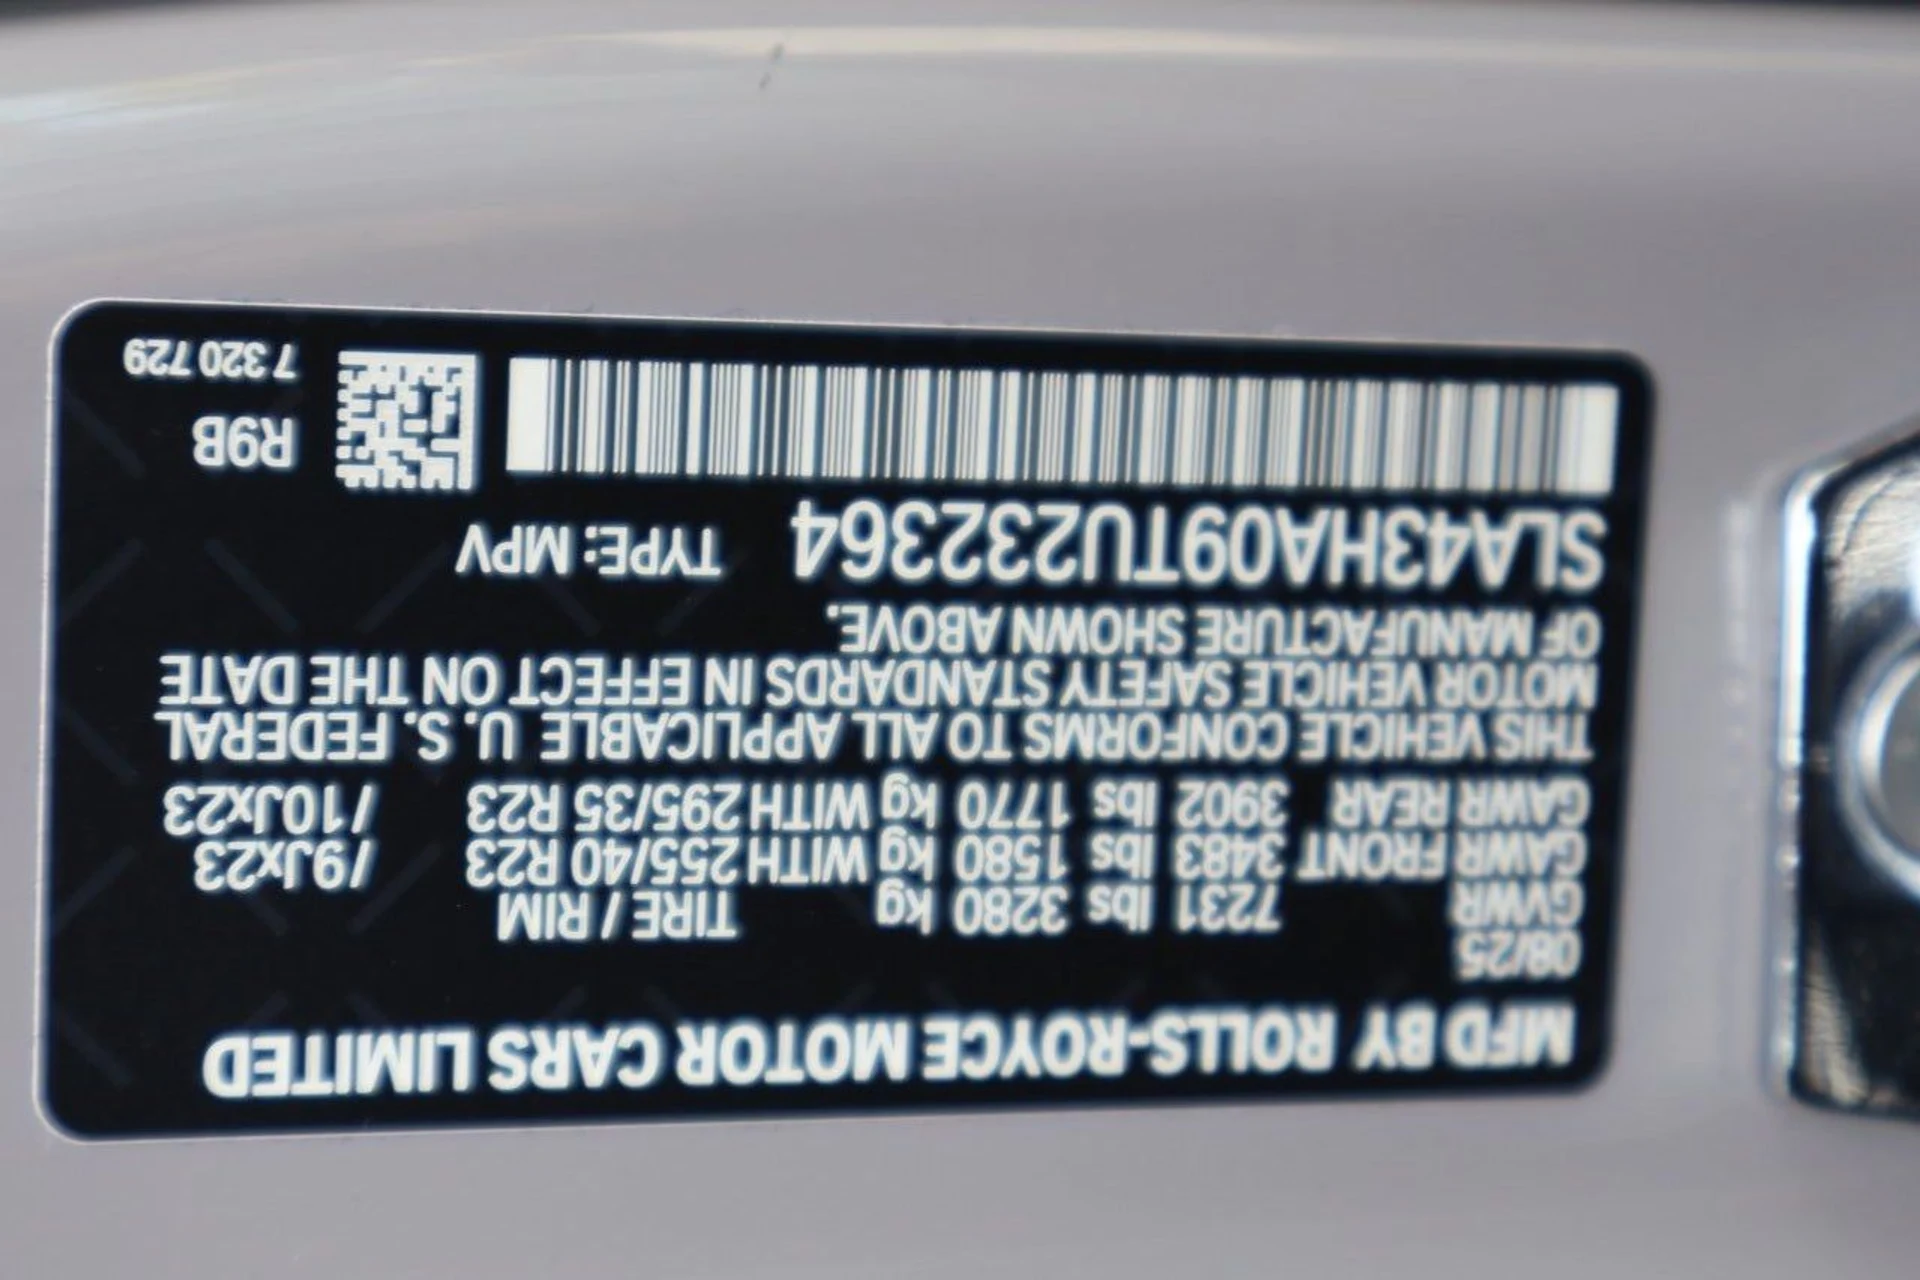 MFD BY ROLLS-ROYCE MOTOR CARS LIMITED
08/25
GVWR 7231 lbs 3280 kg TIRE / RIM
GAWR FRONT 3483 lbs 1580 kg WITH 255/40 R23 /9Jx23
GAWR REAR 3902 lbs 1770 kg WITH 295/35 R23 /10Jx23
THIS VEHICLE CONFORMS TO ALL APPLICABLE U. S. FEDERAL
MOTOR VEHICLE SAFETY STANDARDS IN EFFECT ON THE DATE
OF MANUFACTURE SHOWN ABOVE.
SLA43HA09TU232364 TYPE: MPV
R9B
7 320 729